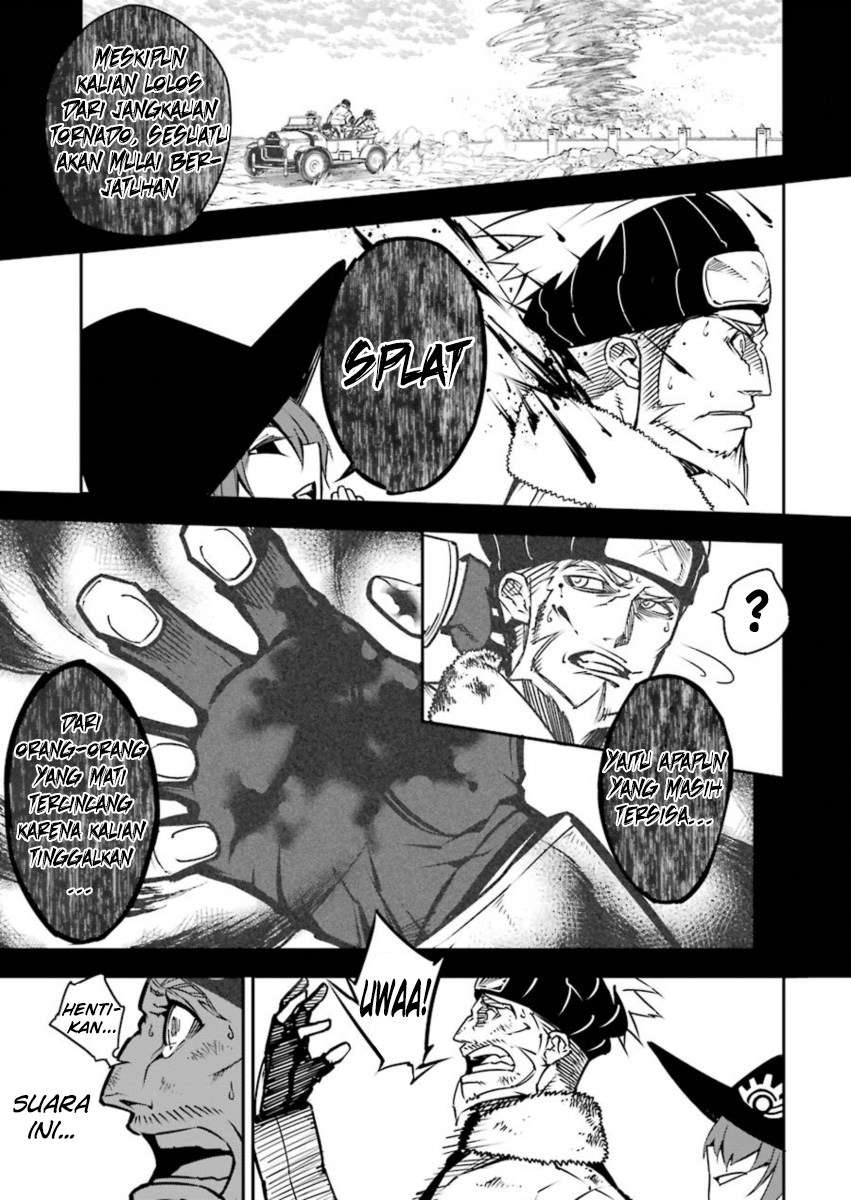 MESKIPUN
KALIAN LOLOS
DARI JANGKAUAN
TORNADO, SESUATU
AKAN MULAI BER-
JATUHAN
SPLAT
?
YAITU APAPUN
YANG MASIH
TERSISA...
DARI
ORANG-ORANG
YANG MATI
TERCINCANG
KARENA KALIAN
TINGGALKAN
...
UWAA!
HENTI-
KAN...
SUARA
INI...